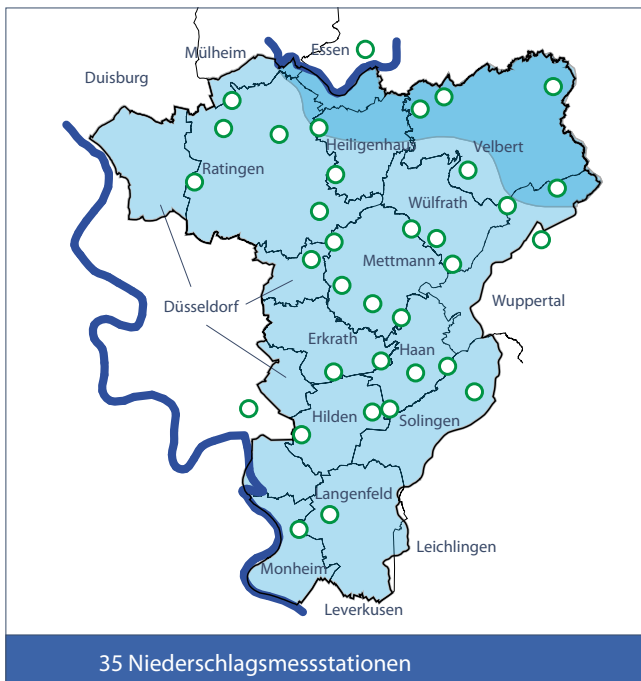 Essen
Mülheim
Duisburg
Heiligenhaus
Velbert
Ratingen
Wülfrath
Mettmann
Düsseldorf
Wuppertal
Erkrath
Haan
Hilden
Solingen
Langenfeld
Leichlingen
Monheim
Leverkusen
35 Niederschlagsmessstationen